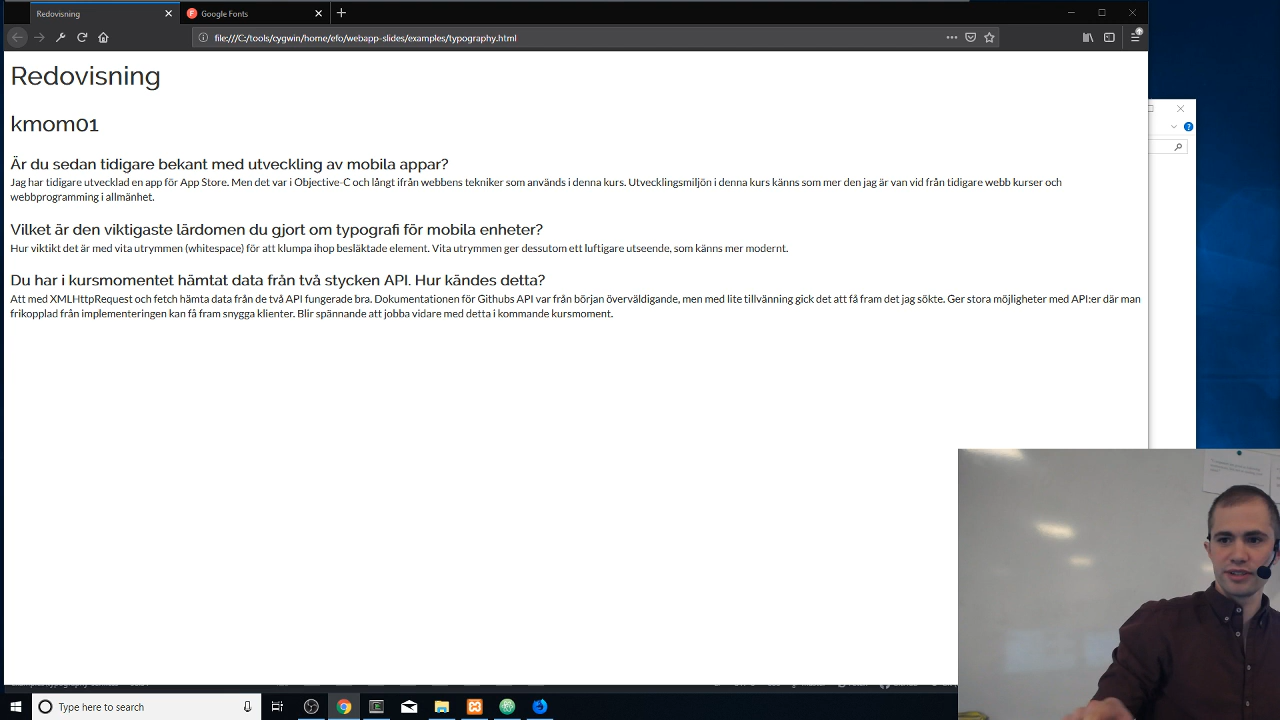 Redovisning
Google Fonts
file:///C:/tools/cygwin/home/efo/webapp-slides/examples/typography.html
Redovisning
kmom01
Är du sedan tidigare bekant med utveckling av mobila appar?
Jag har tidigare utvecklad en app för App Store. Men det var i Objective-C och långt ifrån webbens tekniker som används i denna kurs. Utvecklingsmiljön i denna kurs känns som mer den jag är van vid från tidigare webb kurser och
webbprogramming i allmänhet.
Vilket är den viktigaste lärdomen du gjort om typografi för mobila enheter?
Hur viktikt det är med vita utrymmen (whitespace) för att klumpa ihop besläktade element. Vita utrymmen ger dessutom ett luftigare utseende, som känns mer modernt.
Du har i kursmomentet hämtat data från två stycken API. Hur kändes detta?
Att med XMLHttpRequest och fetch hämta data från de två API fungerade bra. Dokumentationen för Githubs API var från början överväldigande, men med lite tillvänning gick det att få fram det jag sökte. Ger stora möjligheter med API:er där man
frikopplad från implementeringen kan få fram snygga klienter. Blir spännande att jobba vidare med detta i kommande kursmoment.
Type here to search